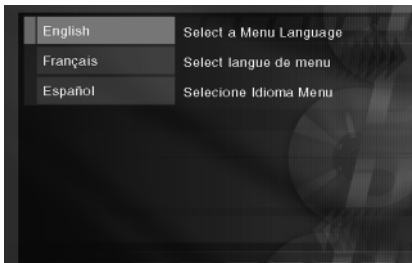 English Select a Menu Language
Français Select langue de menu
Español Selecione Idioma Menu